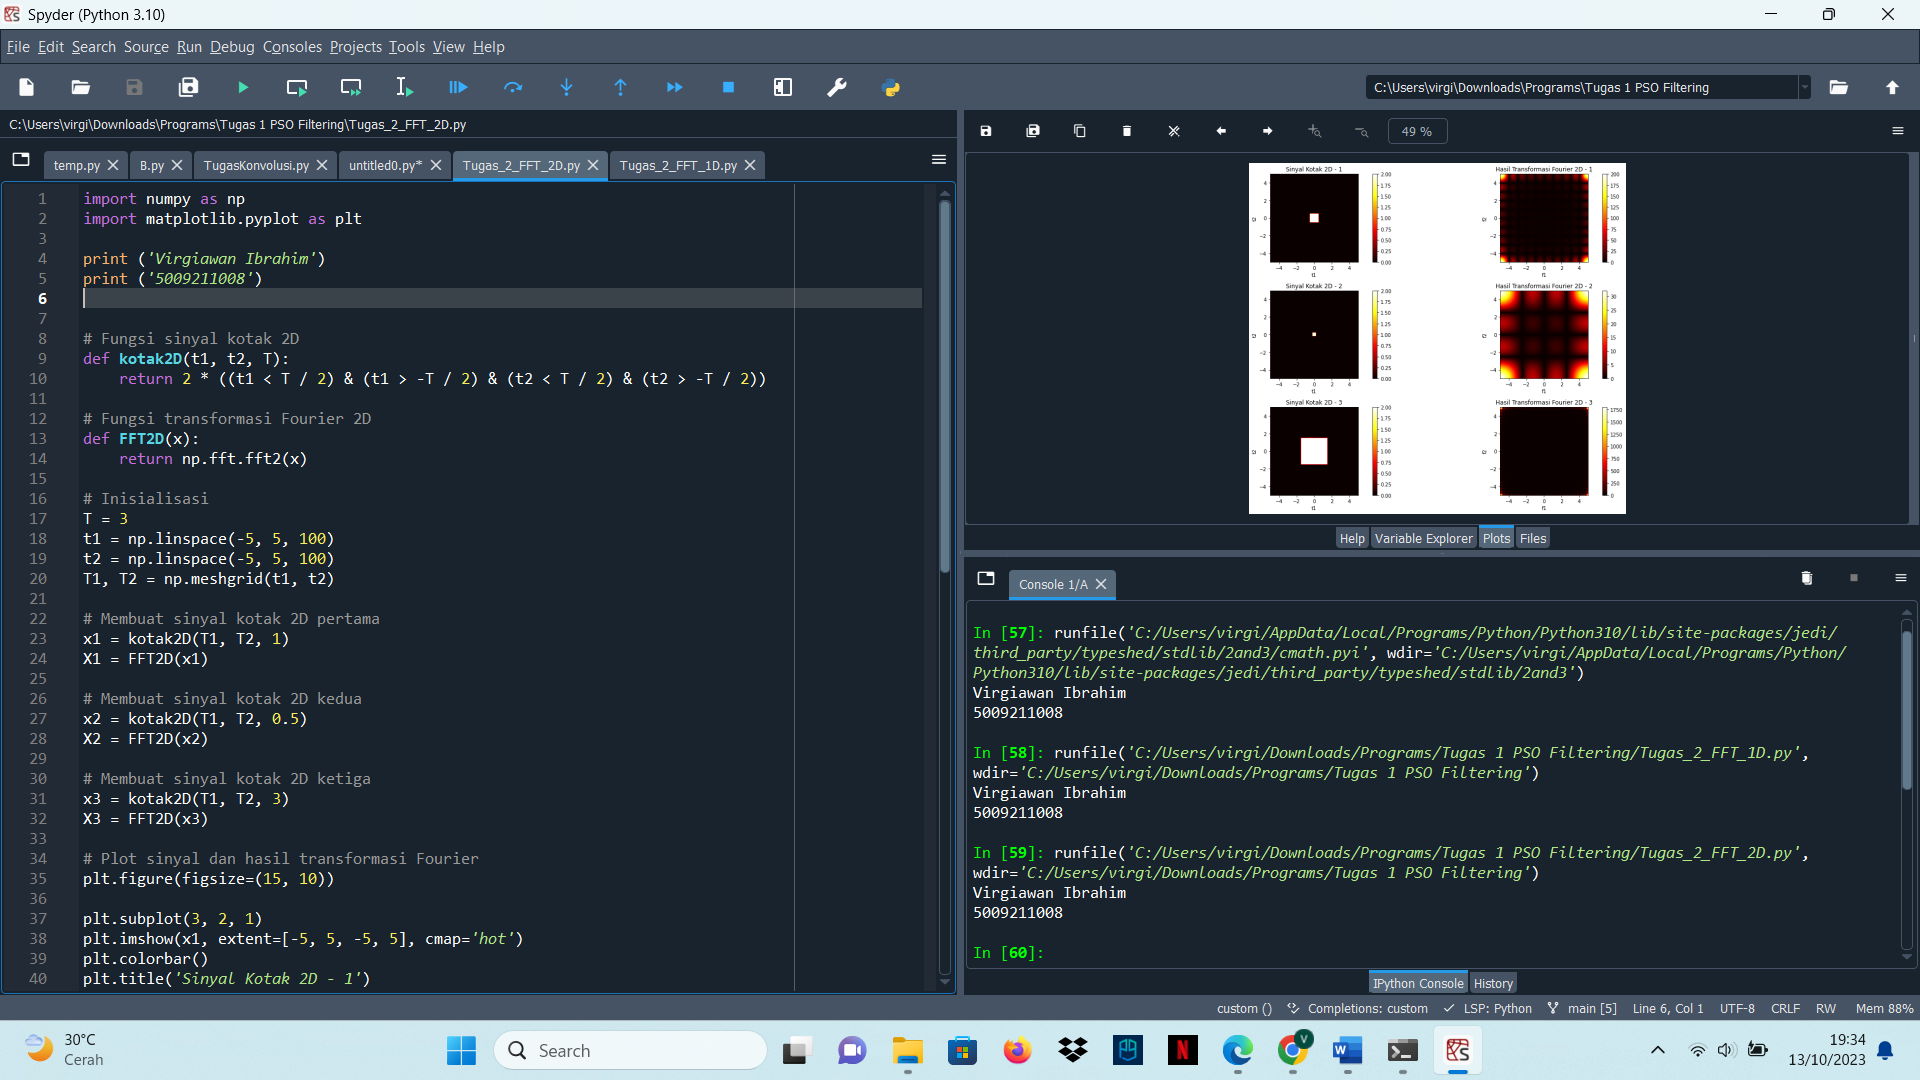 Spyder (Python 3.10)
File Edit Search Source Run Debug Consoles Projects Tools View Help
C:\Users\virgi\Downloads\Programs\Tugas 1 PSO Filtering
C:\Users\virgi\Downloads\Programs\Tugas 1 PSO Filtering\Tugas_2_FFT_2D.py
temp.py B.py TugasKonvolusi.py untitled0.py* Tugas_2_FFT_2D.py Tugas_2_FFT_1D.py
1 import numpy as np
2 import matplotlib.pyplot as plt
3
4 print ('Virgiawan Ibrahim')
5 print ('5009211008')
6
7
8 # Fungsi sinyal kotak 2D
9 def kotak2D(t1, t2, T):
10     return 2 * ((t1 < T / 2) & (t1 > -T / 2) & (t2 < T / 2) & (t2 > -T / 2))
11
12 # Fungsi transformasi Fourier 2D
13 def FFT2D(x):
14     return np.fft.fft2(x)
15
16 # Inisialisasi
17 T = 3
18 t1 = np.linspace(-5, 5, 100)
19 t2 = np.linspace(-5, 5, 100)
20 T1, T2 = np.meshgrid(t1, t2)
21
22 # Membuat sinyal kotak 2D pertama
23 x1 = kotak2D(T1, T2, 1)
24 X1 = FFT2D(x1)
25
26 # Membuat sinyal kotak 2D kedua
27 x2 = kotak2D(T1, T2, 0.5)
28 X2 = FFT2D(x2)
29
30 # Membuat sinyal kotak 2D ketiga
31 x3 = kotak2D(T1, T2, 3)
32 X3 = FFT2D(x3)
33
34 # Plot sinyal dan hasil transformasi Fourier
35 plt.figure(figsize=(15, 10))
36
37 plt.subplot(3, 2, 1)
38 plt.imshow(x1, extent=[-5, 5, -5, 5], cmap='hot')
39 plt.colorbar()
40 plt.title('Sinyal Kotak 2D - 1')
49 %
Sinyal Kotak 2D - 1
Hasil Transformasi Fourier 2D - 1
Sinyal Kotak 2D - 2
Hasil Transformasi Fourier 2D - 2
Sinyal Kotak 2D - 3
Hasil Transformasi Fourier 2D - 3
Help Variable Explorer Plots Files
Console 1/A
In [57]: runfile('C:/Users/virgi/AppData/Local/Programs/Python/Python310/lib/site-packages/jedi/
third_party/typeshed/stdlib/2and3/cmath.pyi', wdir='C:/Users/virgi/AppData/Local/Programs/Python/
Python310/lib/site-packages/jedi/third_party/typeshed/stdlib/2and3')
Virgiawan Ibrahim
5009211008
In [58]: runfile('C:/Users/virgi/Downloads/Programs/Tugas 1 PSO Filtering/Tugas_2_FFT_1D.py',
wdir='C:/Users/virgi/Downloads/Programs/Tugas 1 PSO Filtering')
Virgiawan Ibrahim
5009211008
In [59]: runfile('C:/Users/virgi/Downloads/Programs/Tugas 1 PSO Filtering/Tugas_2_FFT_2D.py',
wdir='C:/Users/virgi/Downloads/Programs/Tugas 1 PSO Filtering')
Virgiawan Ibrahim
5009211008
In [60]:
IPython Console History
custom () Completions: custom LSP: Python main [5] Line 6, Col 1 UTF-8 CRLF RW Mem 88%
30°C
Cerah
Search
V
19:34
13/10/2023